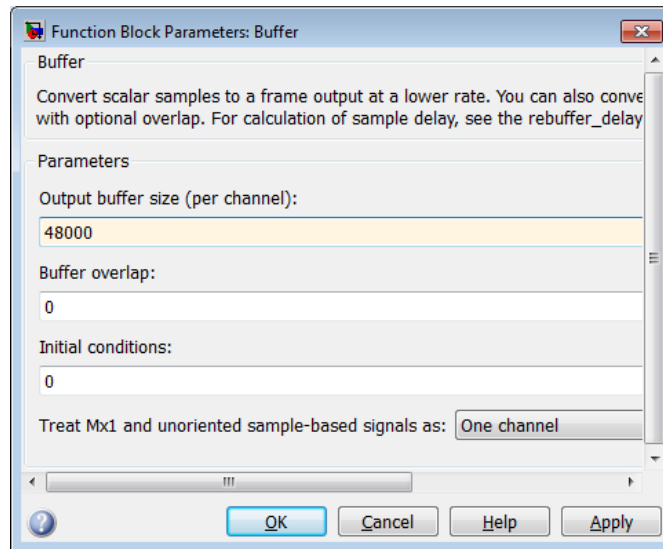 Function Block Parameters: Buffer
Buffer
Convert scalar samples to a frame output at a lower rate. You can also conve
with optional overlap. For calculation of sample delay, see the rebuffer_delay
Parameters
Output buffer size (per channel):
48000
Buffer overlap:
0
Initial conditions:
0
Treat Mx1 and unoriented sample-based signals as: One channel
OK Cancel Help Apply